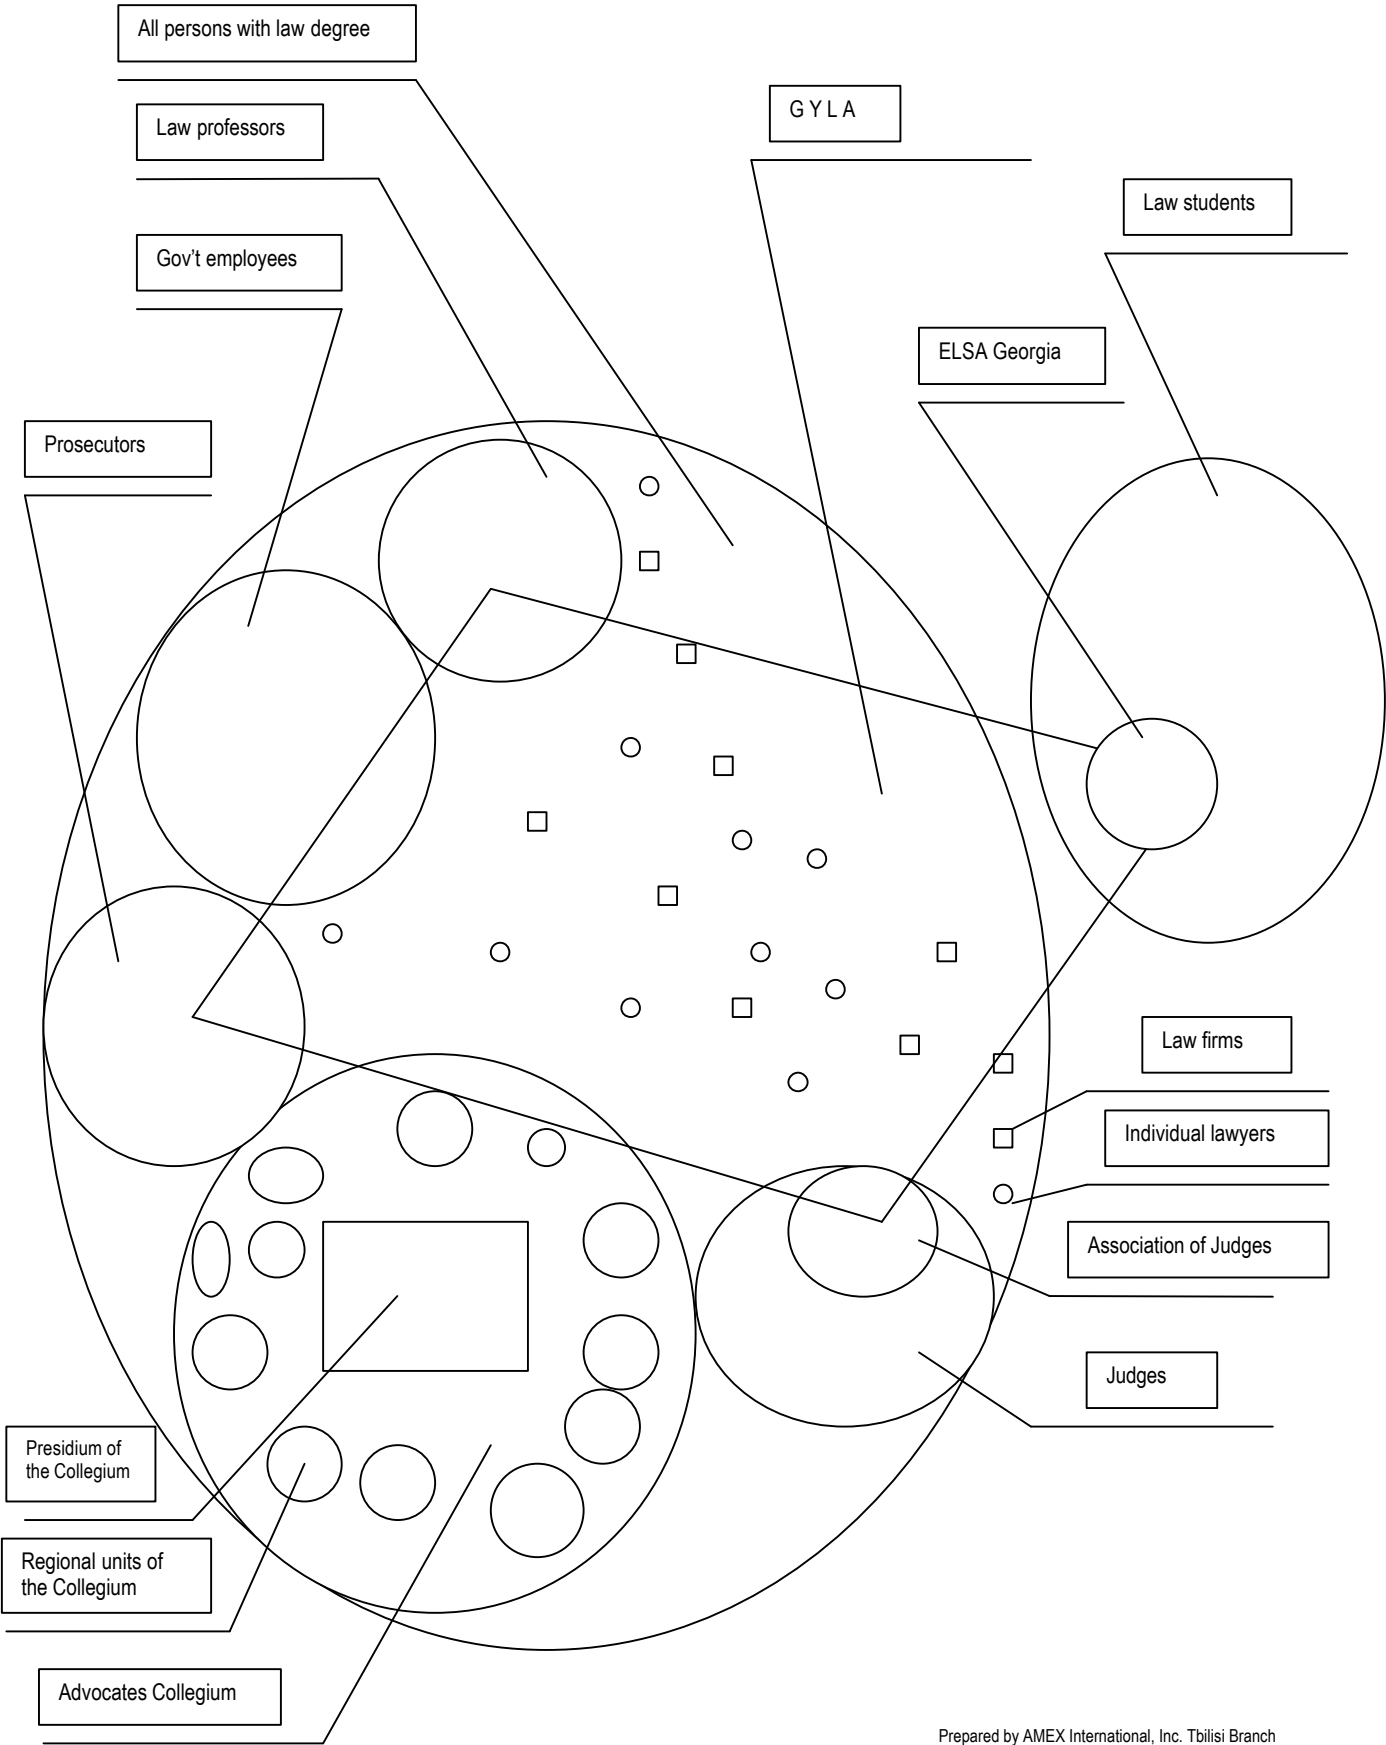 All persons with law degree
G Y L A
Law professors
Law students
Gov’t employees
ELSA Georgia
Prosecutors
Law firms
Individual lawyers
Association of Judges
Judges
Presidium of
the Collegium
Regional units of
the Collegium
Advocates Collegium
Prepared by AMEX International, Inc. Tbilisi Branch